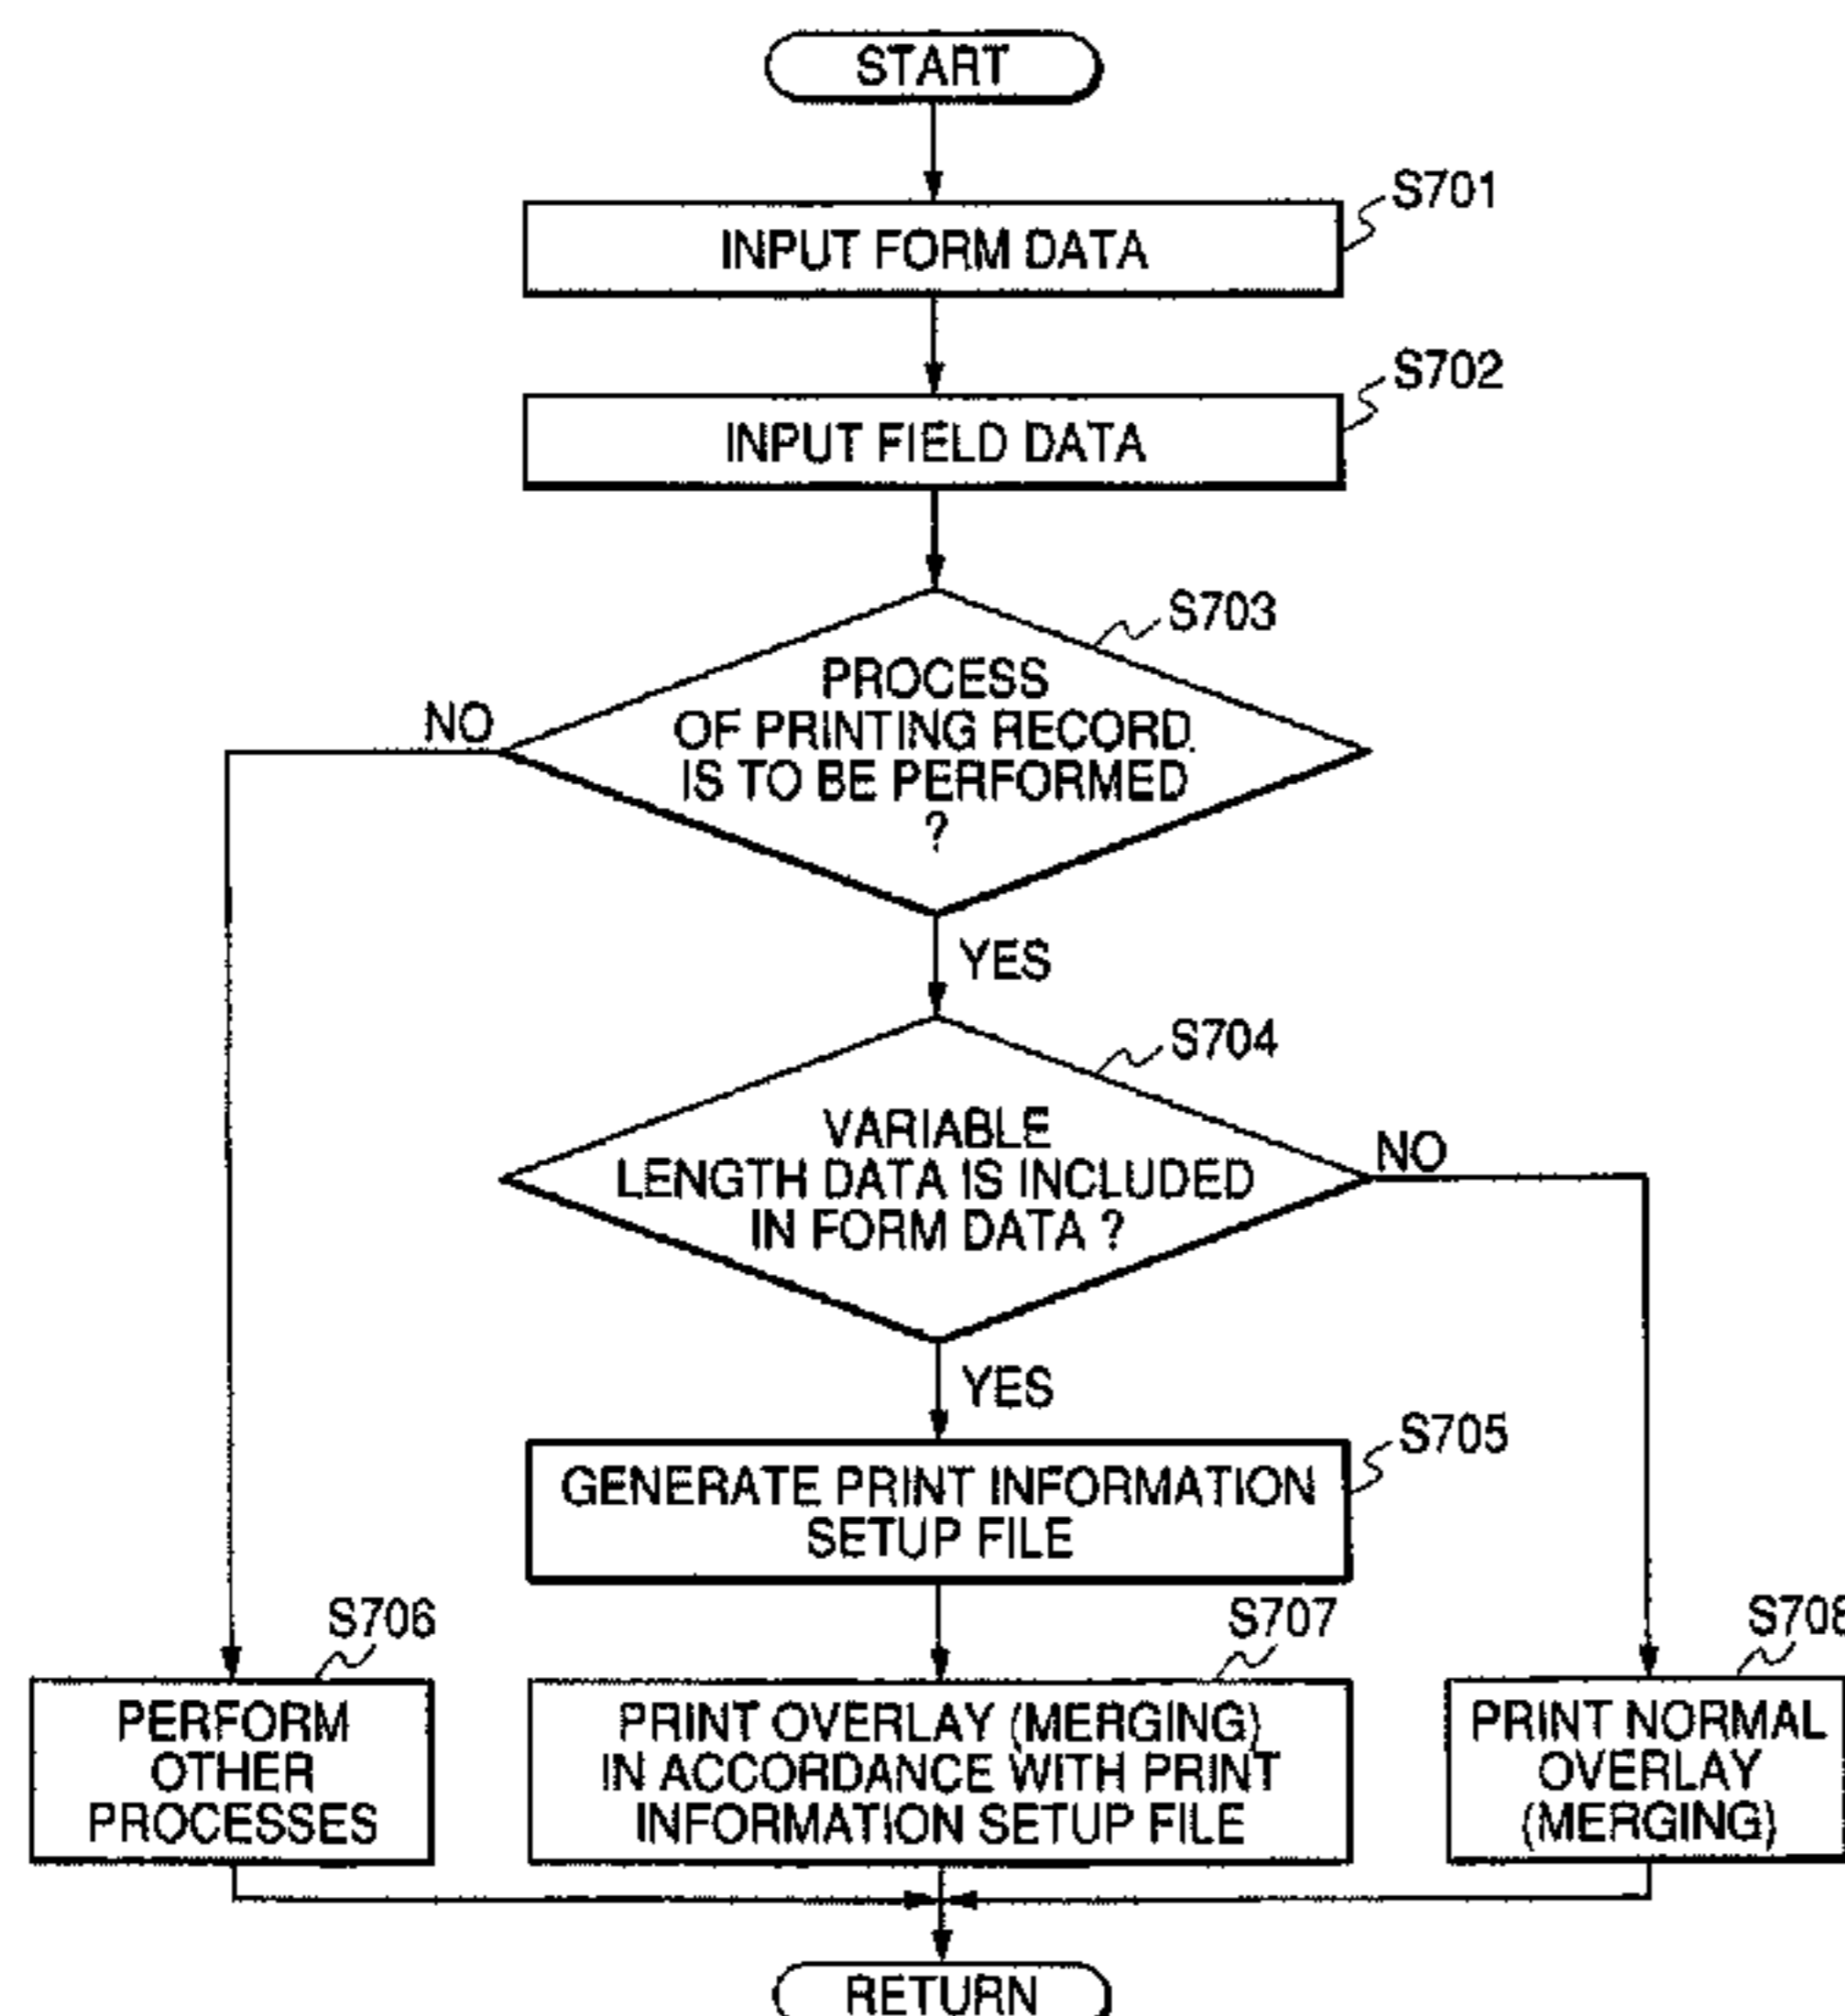 START
S701
INPUT FORM DATA
S702
INPUT FIELD DATA
S703
PROCESS
OF PRINTING RECORD
IS TO BE PERFORMED
?
NO
YES
S704
VARIABLE
LENGTH DATA IS INCLUDED
IN FORM DATA ?
NO
YES
S705
GENERATE PRINT INFORMATION
SETUP FILE
S706
PERFORM
OTHER
PROCESSES
S707
PRINT OVERLAY (MERGING)
IN ACCORDANCE WITH PRINT
INFORMATION SETUP FILE
S708
PRINT NORMAL
OVERLAY
(MERGING)
RETURN